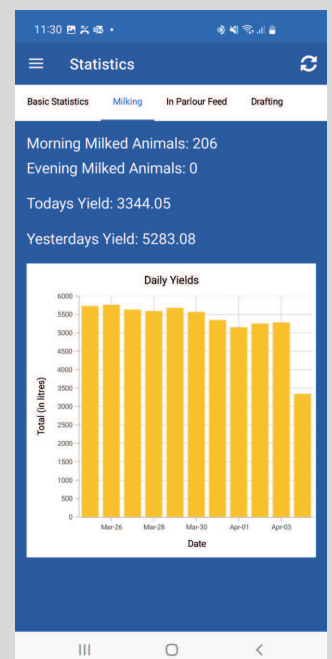 11:30
Statistics
Basic Statistics Milking In Parlour Feed Drafting
Morning Milked Animals: 206
Evening Milked Animals: 0
Todays Yield: 3344.05
Yesterdays Yield: 5283.08
Daily Yields
6000
5500
5000
4500
4000
3500
3000
2500
2000
1500
1000
500
0
Total (in litres)
Mar-26 Mar-28 Mar-30 Apr-01 Apr-03
Date